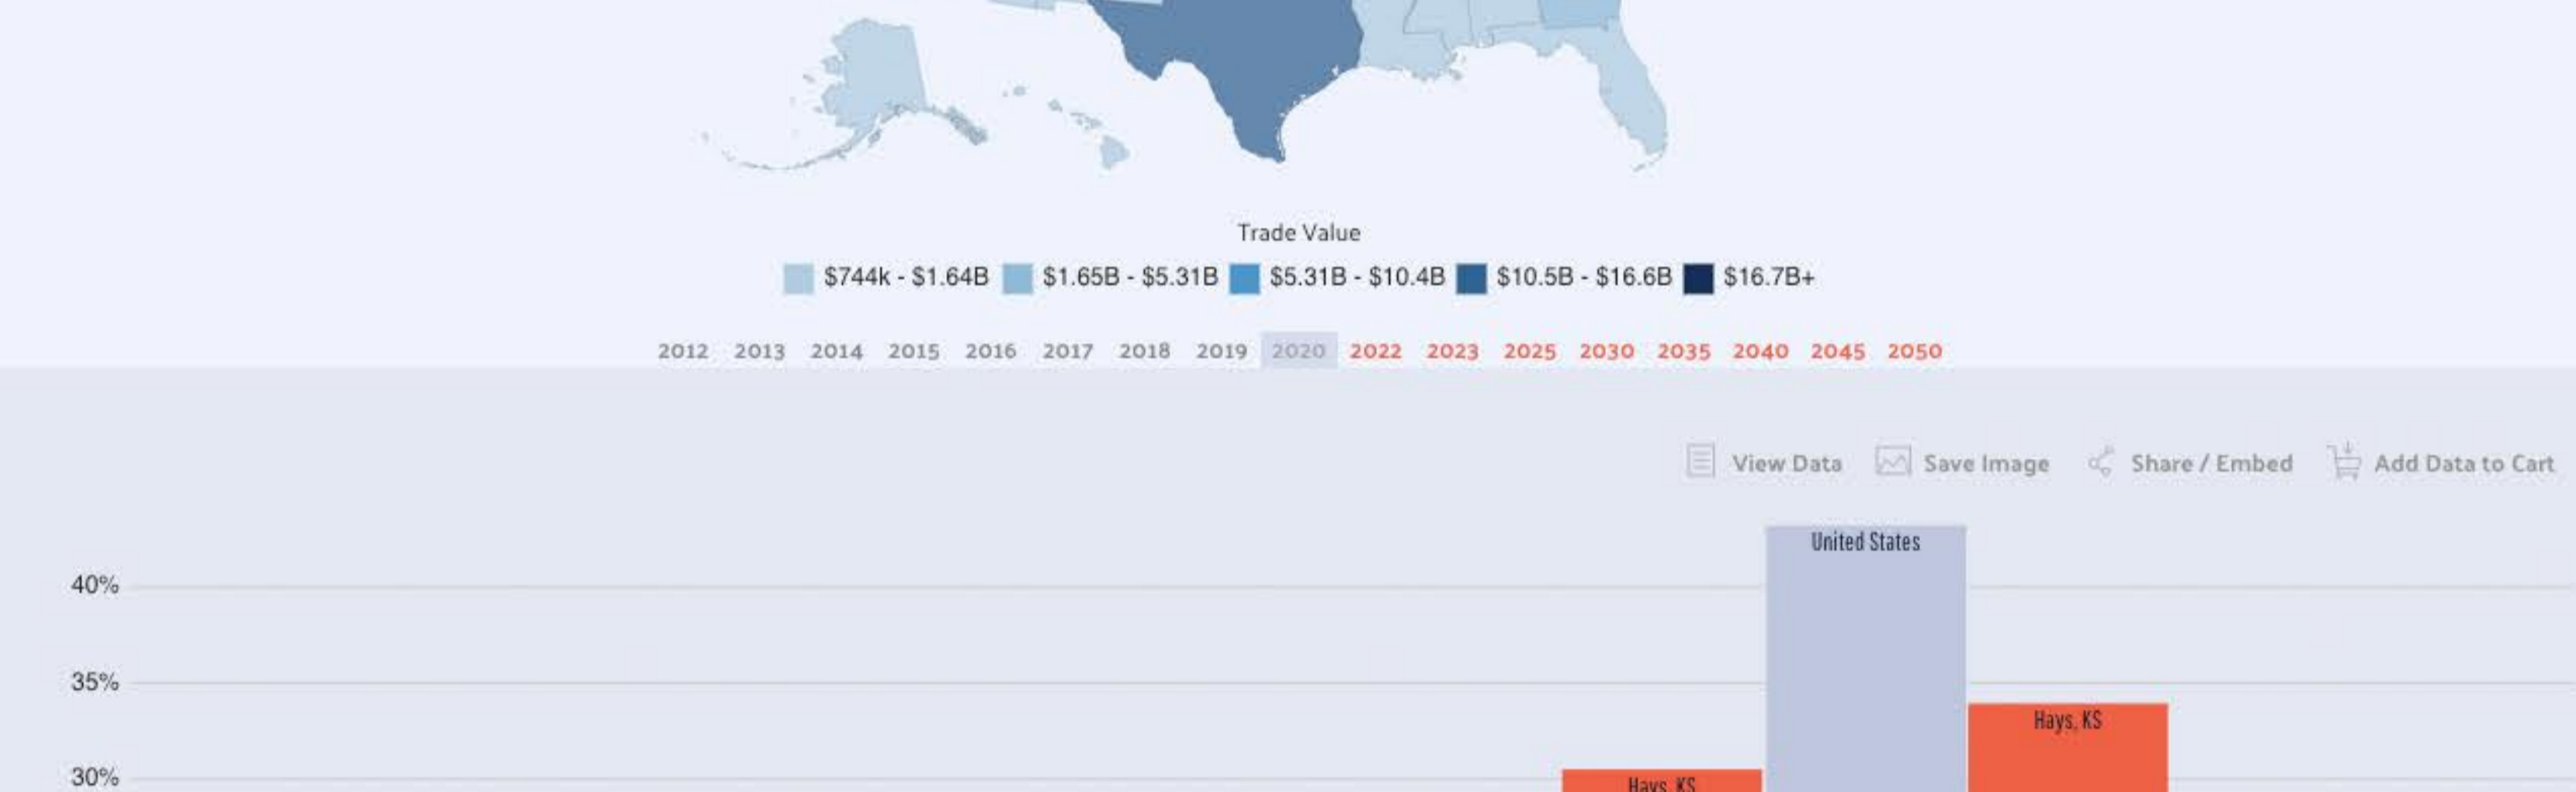 Trade Value
$744k - $1.64B $1.65B - $5.31B $5.31B - $10.4B $10.5B - $16.6B $16.7B+
2012 2013 2014 2015 2016 2017 2018 2019 2020 2022 2023 2025 2030 2035 2040 2045 2050
View Data Save Image Share / Embed Add Data to Cart
United States
40%
35%
Hays, KS
30%
Hays, KS